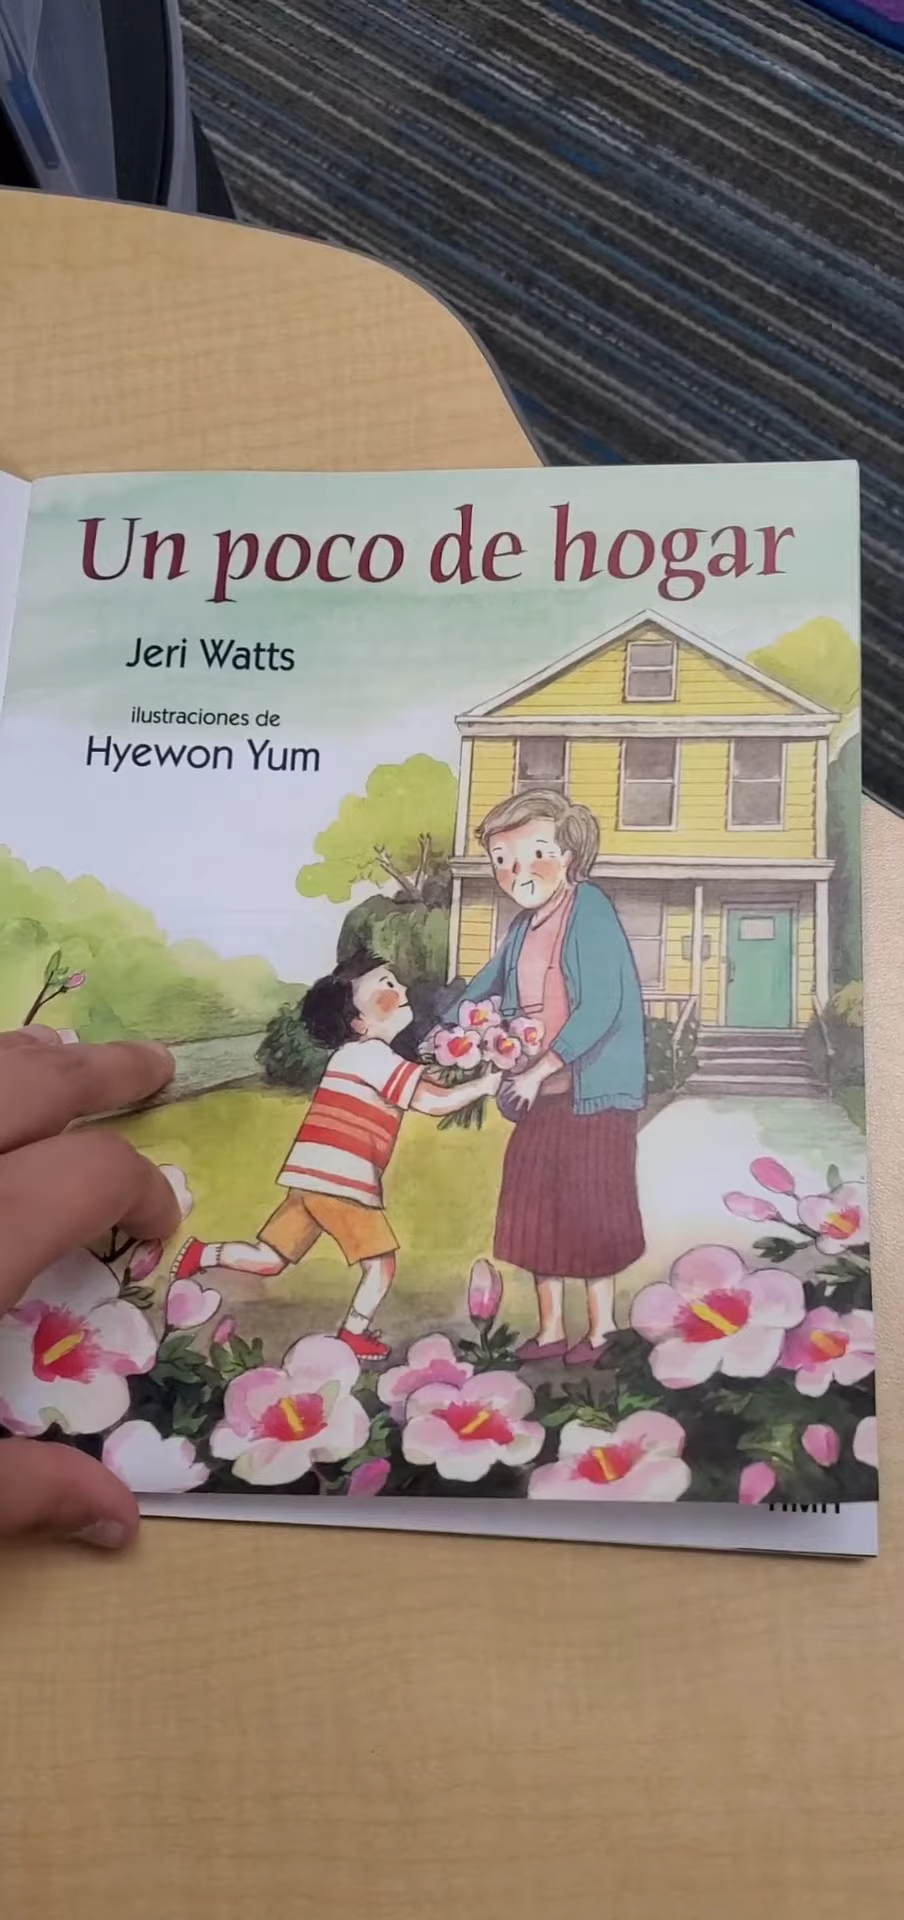 Un poco de hogar
Jeri Watts
ilustraciones de
Hyewon Yum